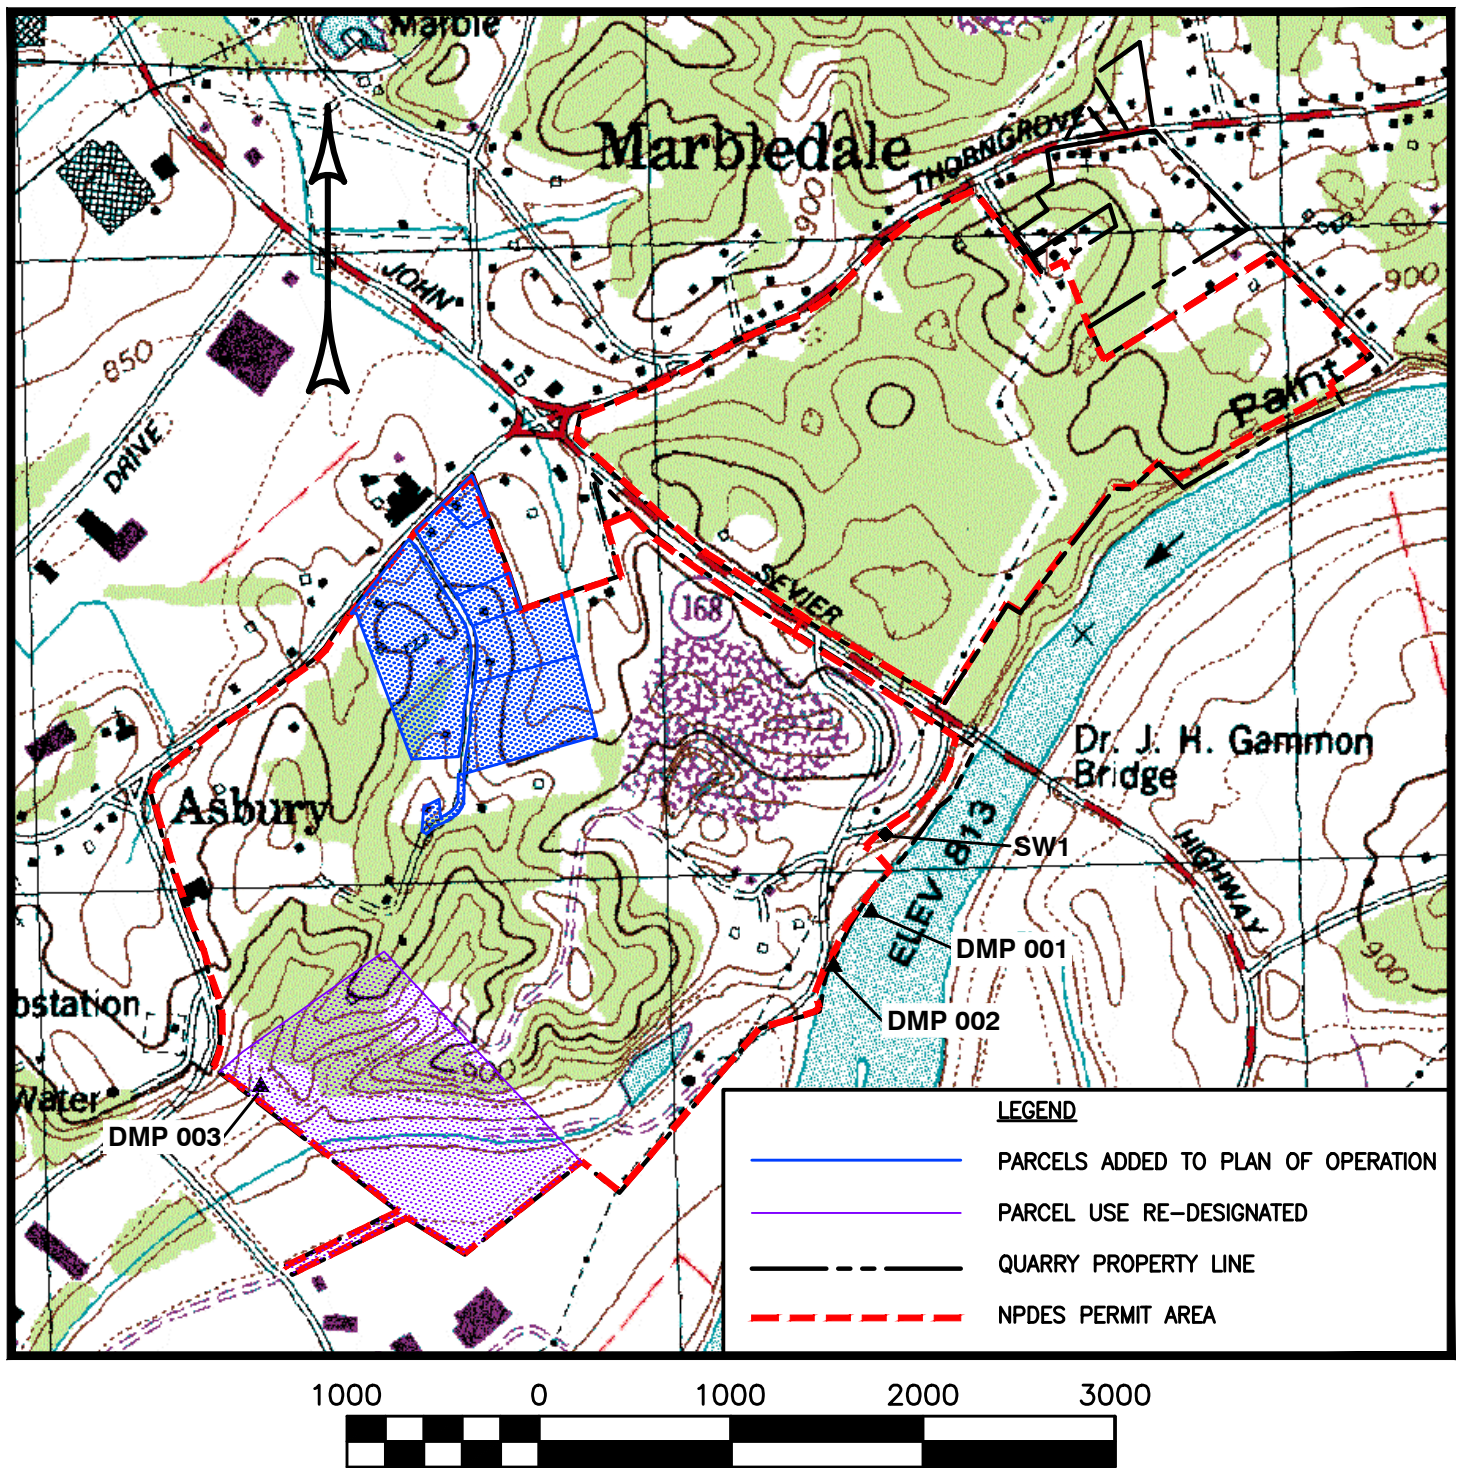 Marble
Marbledale
THORNGROVE
900
JOHN
900
850
DRIVE
Paint
SEVIER
168
Dr. J. H. Gammon
Bridge
Asbury
ELEV 813
SW1
HIGHWAY
DMP 001
900
bstation
DMP 002
900
Water
DMP 003
LEGEND
PARCELS ADDED TO PLAN OF OPERATION
PARCEL USE RE-DESIGNATED
QUARRY PROPERTY LINE
NPDES PERMIT AREA
1000 0 1000 2000 3000